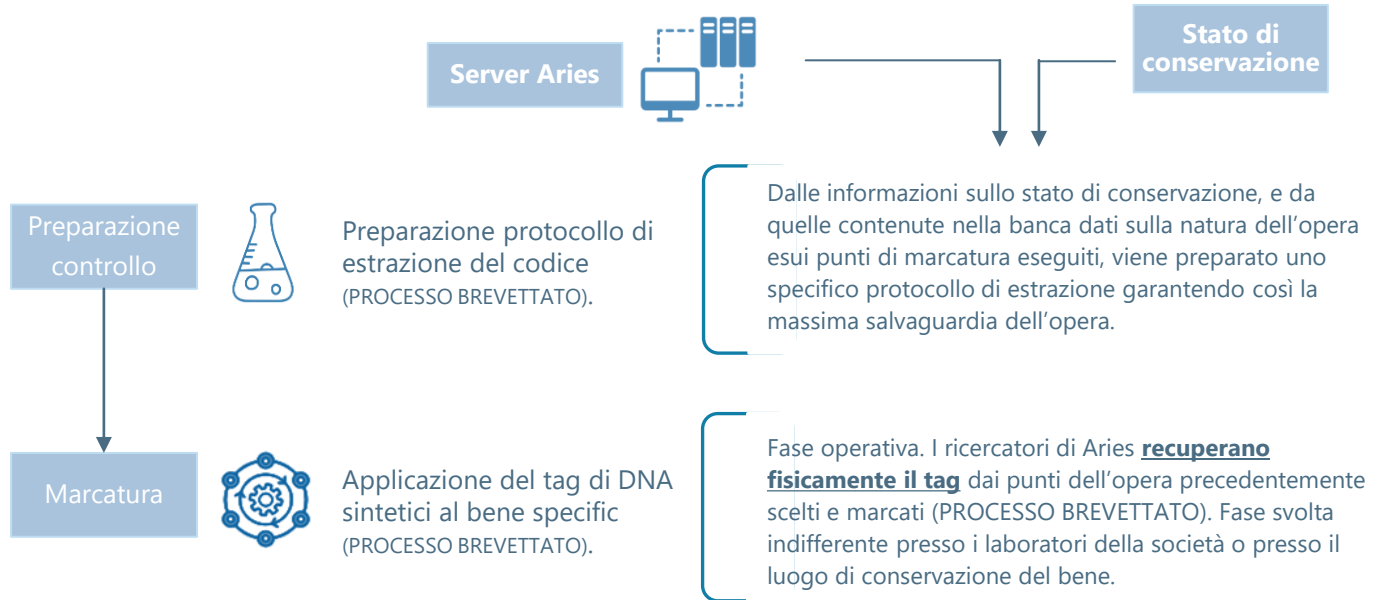 Server Aries
Stato di
conservazione
Preparazione
controllo
Preparazione protocollo di
estrazione del codice
(PROCESSO BREVETTATO).
Dalle informazioni sullo stato di conservazione, e da
quelle contenute nella banca dati sulla natura dell'opera
esui punti di marcatura eseguiti, viene preparato uno
specifico protocollo di estrazione garantendo così la
massima salvaguardia dell'opera.
Marcatura
Applicazione del tag di DNA
sintetici al bene specific
(PROCESSO BREVETTATO).
Fase operativa. I ricercatori di Aries recuperano
fisicamente il tag dai punti dell'opera precedentemente
scelti e marcati (PROCESSO BREVETTATO). Fase svolta
indifferente presso i laboratori della società o presso il
luogo di conservazione del bene.